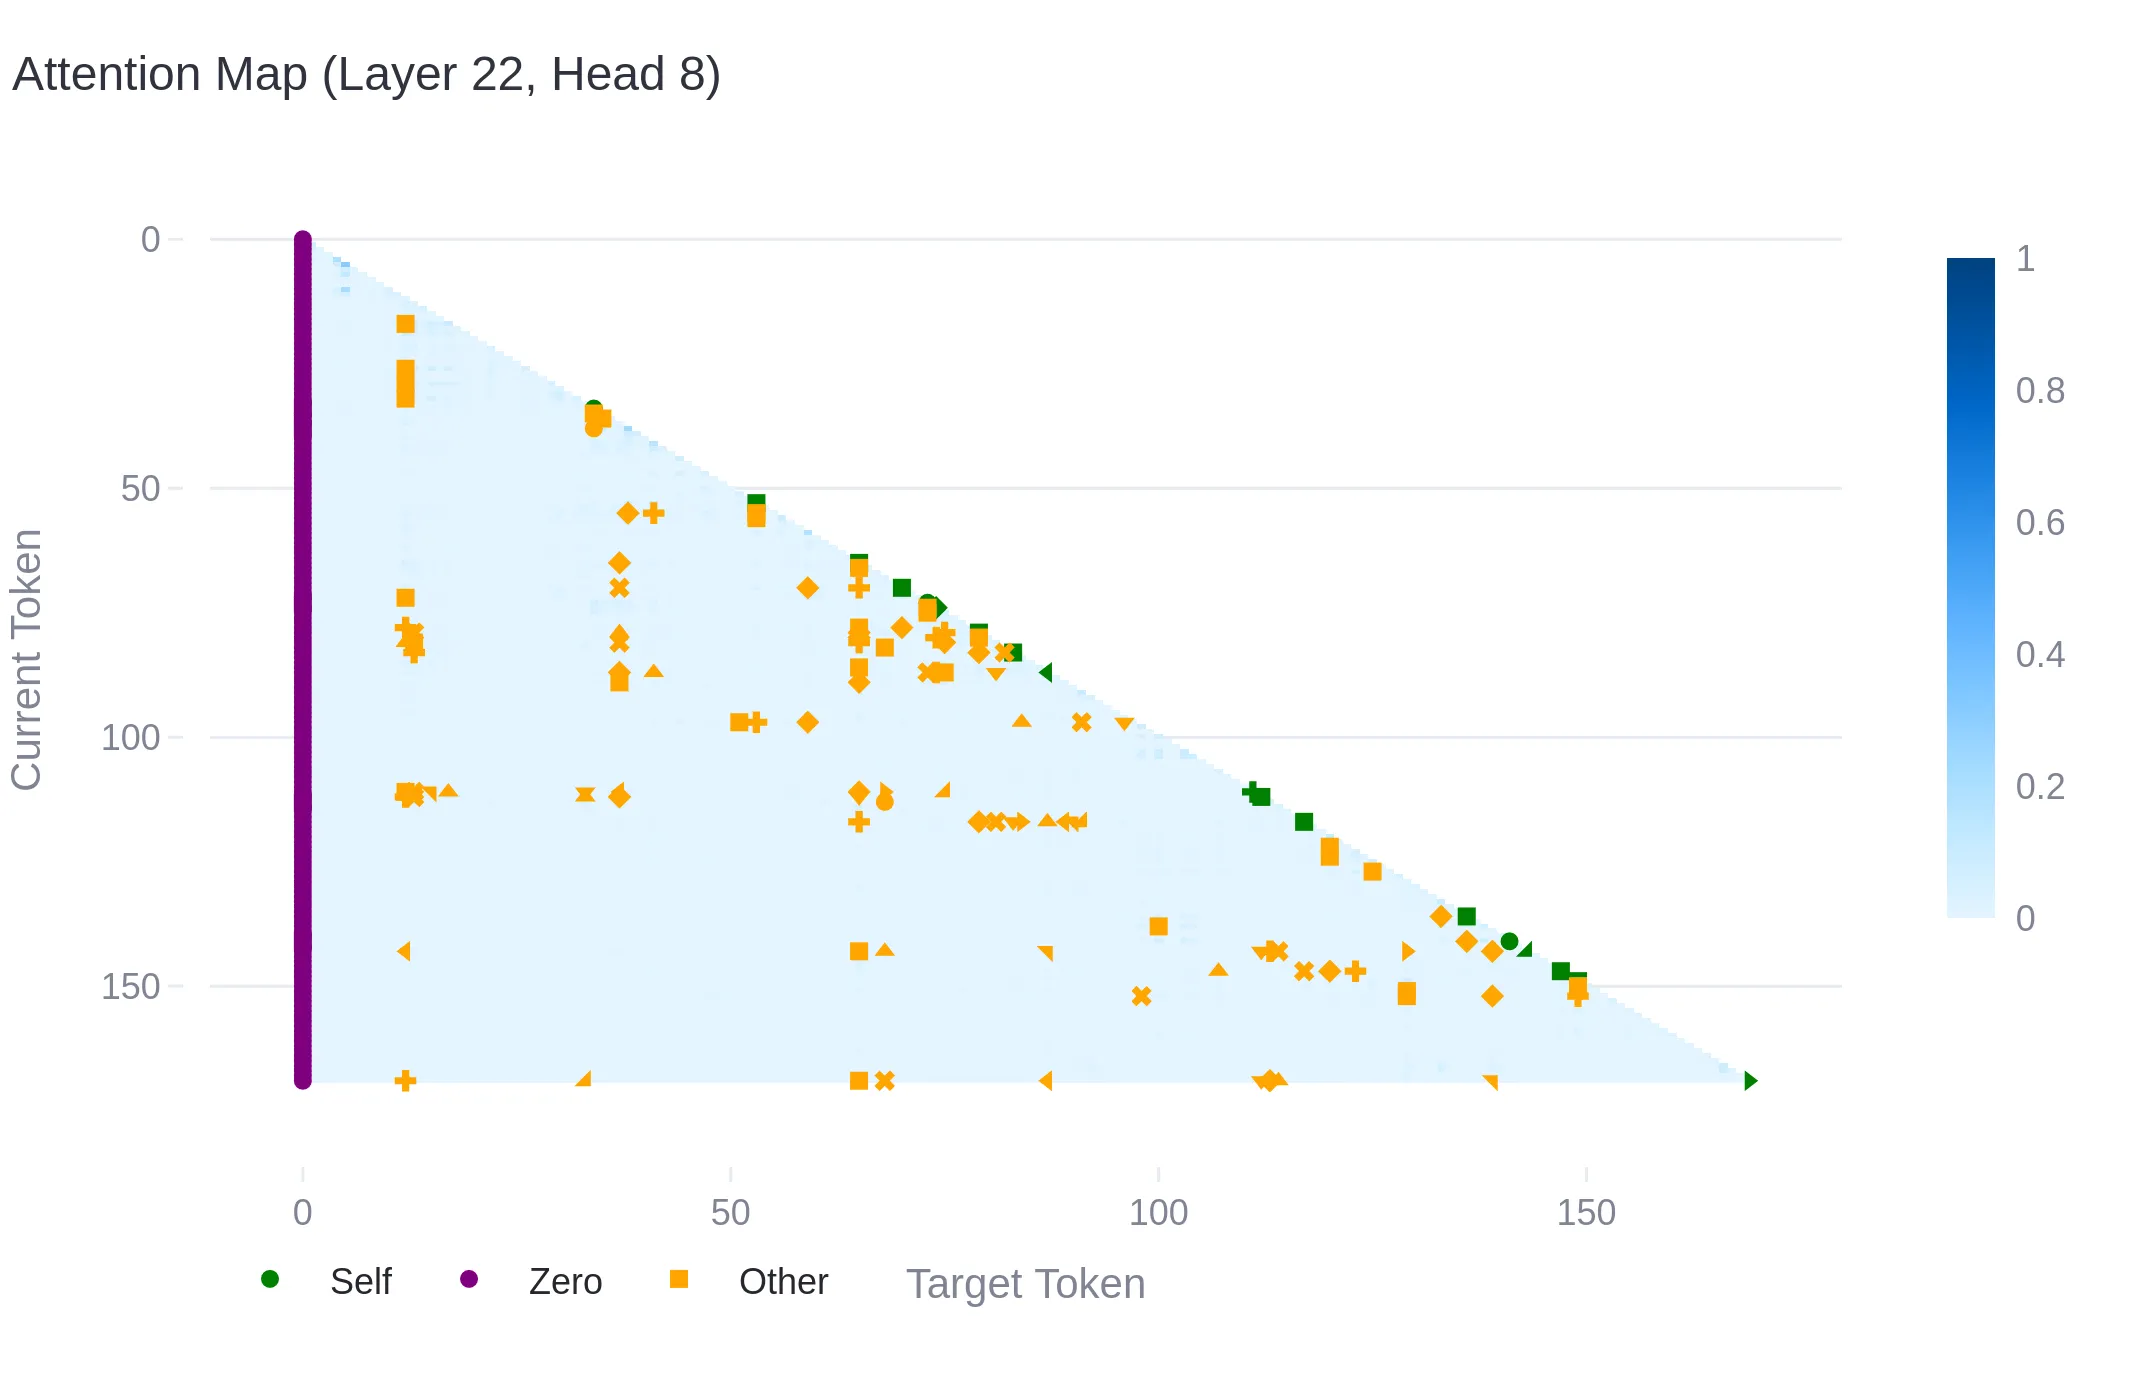 Attention Map (Layer 22, Head 8)
0
50
100
150
Current Token
1
0.8
0.6
0.4
0.2
0
0 50 100 150
Self Zero Other Target Token